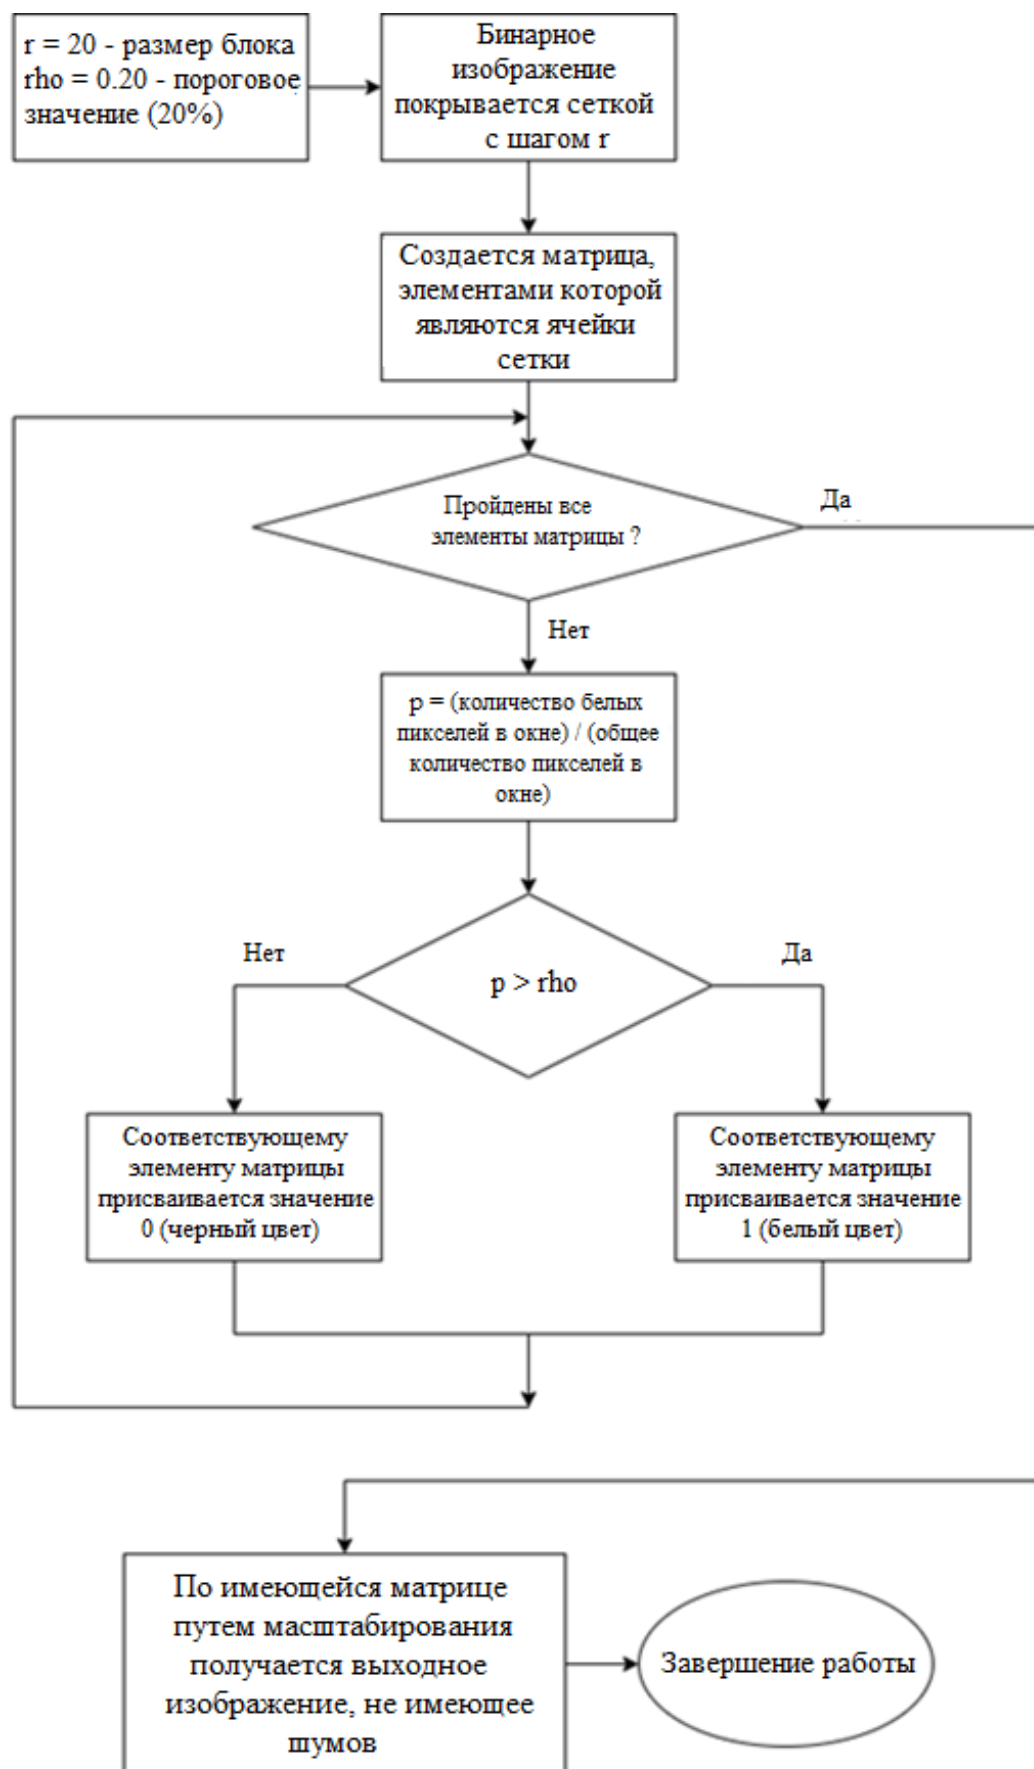 r = 20 - размер блока
rho = 0.20 - пороговое
значение (20%)
Бинарное
изображение
покрывается сеткой
с шагом r
Создается матрица,
элементами которой
являются ячейки
сетки
Пройдены все
элементы матрицы ?
Да
Нет
p = (количество белых
пикселей в окне) / (общее
количество пикселей в
окне)
Нет
p > rho
Да
Соответствующему
элементу матрицы
присваивается значение
0 (черный цвет)
Соответствующему
элементу матрицы
присваивается значение
1 (белый цвет)
По имеющейся матрице
путем масштабирования
получается выходное
изображение, не имеющее
шумов
Завершение работы